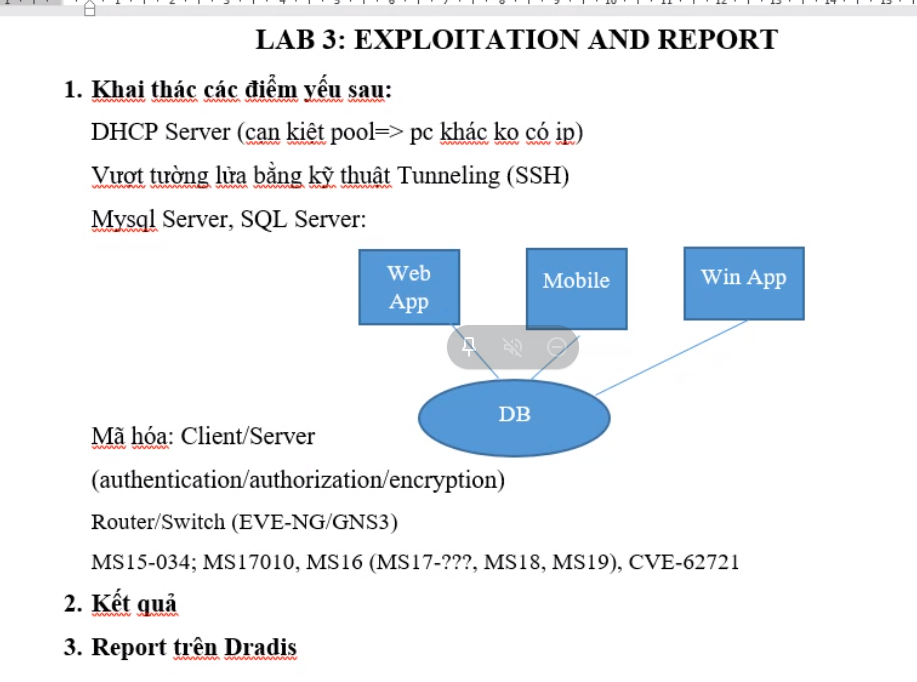 LAB 3: EXPLOITATION AND REPORT
1. Khai thác các điểm yếu sau:
DHCP Server (cạn kiệt pool=> pc khác ko có ip)
Vượt tường lửa bằng kỹ thuật Tunneling (SSH)
Mysql Server, SQL Server:
Web
App
Mobile
Win App
DB
Mã hóa: Client/Server
(authentication/authorization/encryption)
Router/Switch (EVE-NG/GNS3)
MS15-034; MS17010, MS16 (MS17-???, MS18, MS19), CVE-62721
2. Kết quả
3. Report trên Dradis